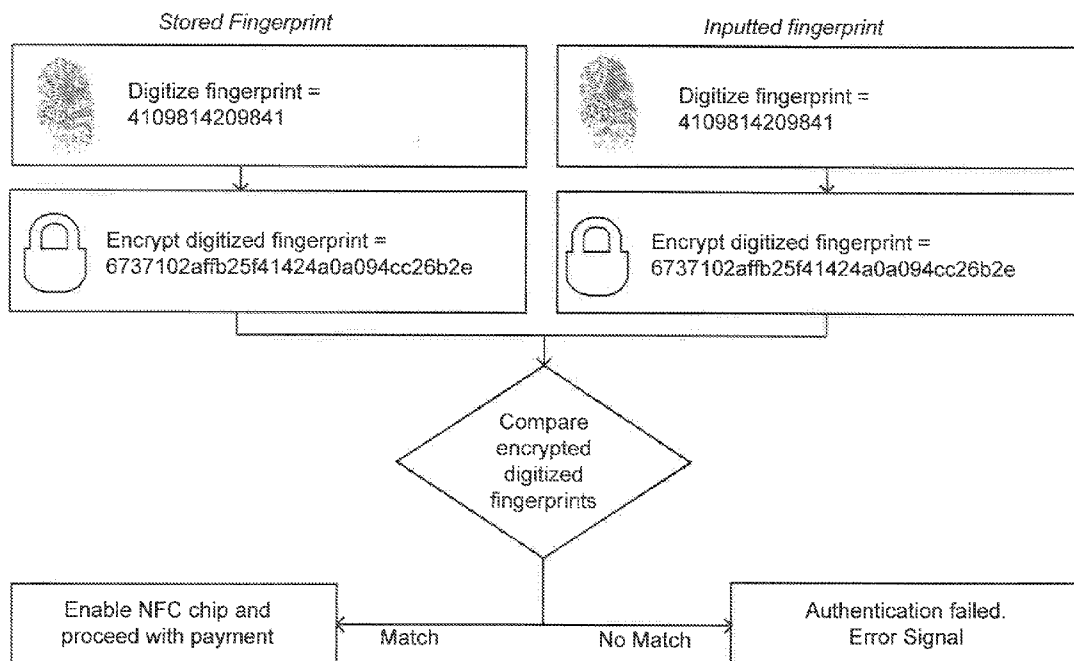 Stored Fingerprint
Inputted fingerprint
Digitize fingerprint =
4109814209841
Digitize fingerprint =
4109814209841
Encrypt digitized fingerprint =
6737102affb25f41424a0a094cc26b2e
Encrypt digitized fingerprint =
6737102affb25f41424a0a094cc26b2e
Compare
encrypted
digitized
fingerprints
Enable NFC chip and
proceed with payment
Match
No Match
Authentication failed.
Error Signal